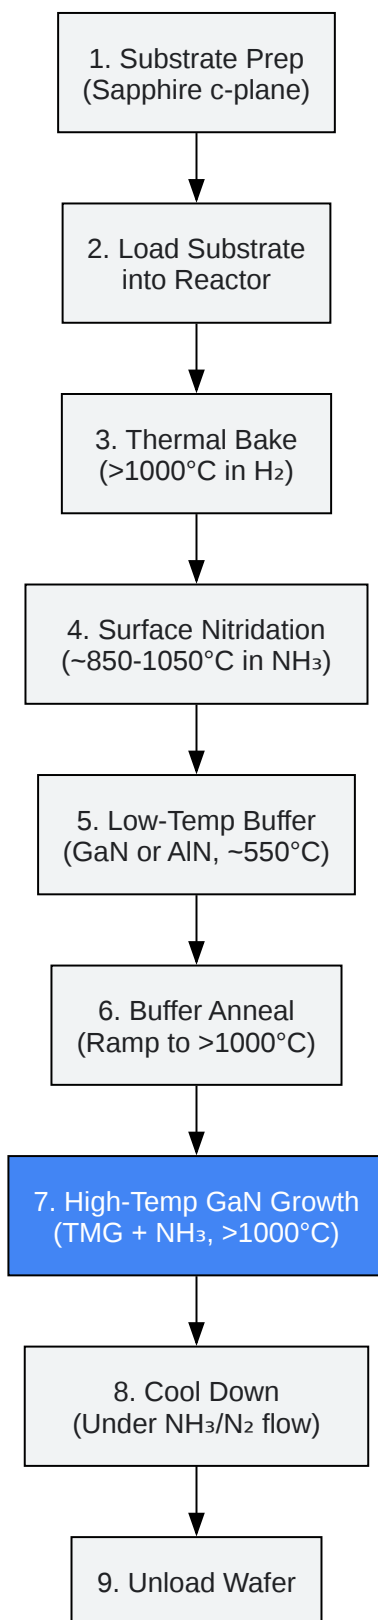 1. Substrate Prep
(Sapphire c-plane)
2. Load Substrate
into Reactor
3. Thermal Bake
(>1000°C in H₂)
4. Surface Nitridation
(~850-1050°C in NH₃)
5. Low-Temp Buffer
(GaN or AlN, ~550°C)
6. Buffer Anneal
(Ramp to >1000°C)
7. High-Temp GaN Growth
(TMG + NH₃, >1000°C)
8. Cool Down
(Under NH₃/N₂ flow)
9. Unload Wafer